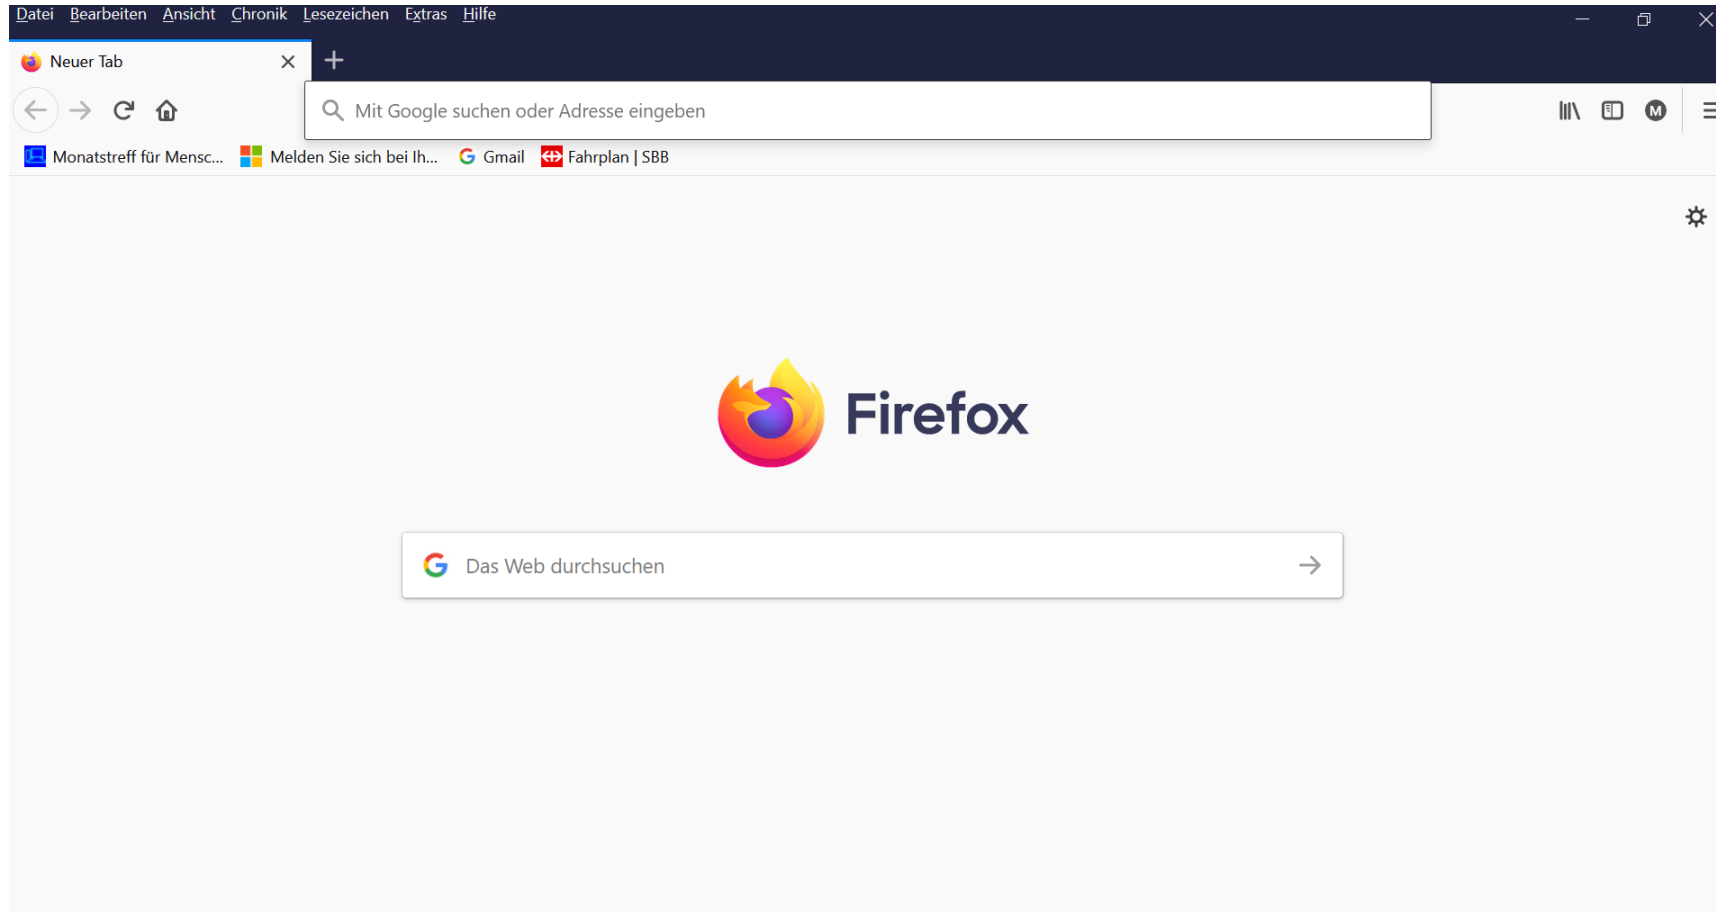 Datei Bearbeiten Ansicht Chronik Lesezeichen Extras Hilfe
Neuer Tab
Mit Google suchen oder Adresse eingeben
M
Monatstreff für Mensc... Melden Sie sich bei Ih... G Gmail Fahrplan | SBB
Firefox
G Das Web durchsuchen